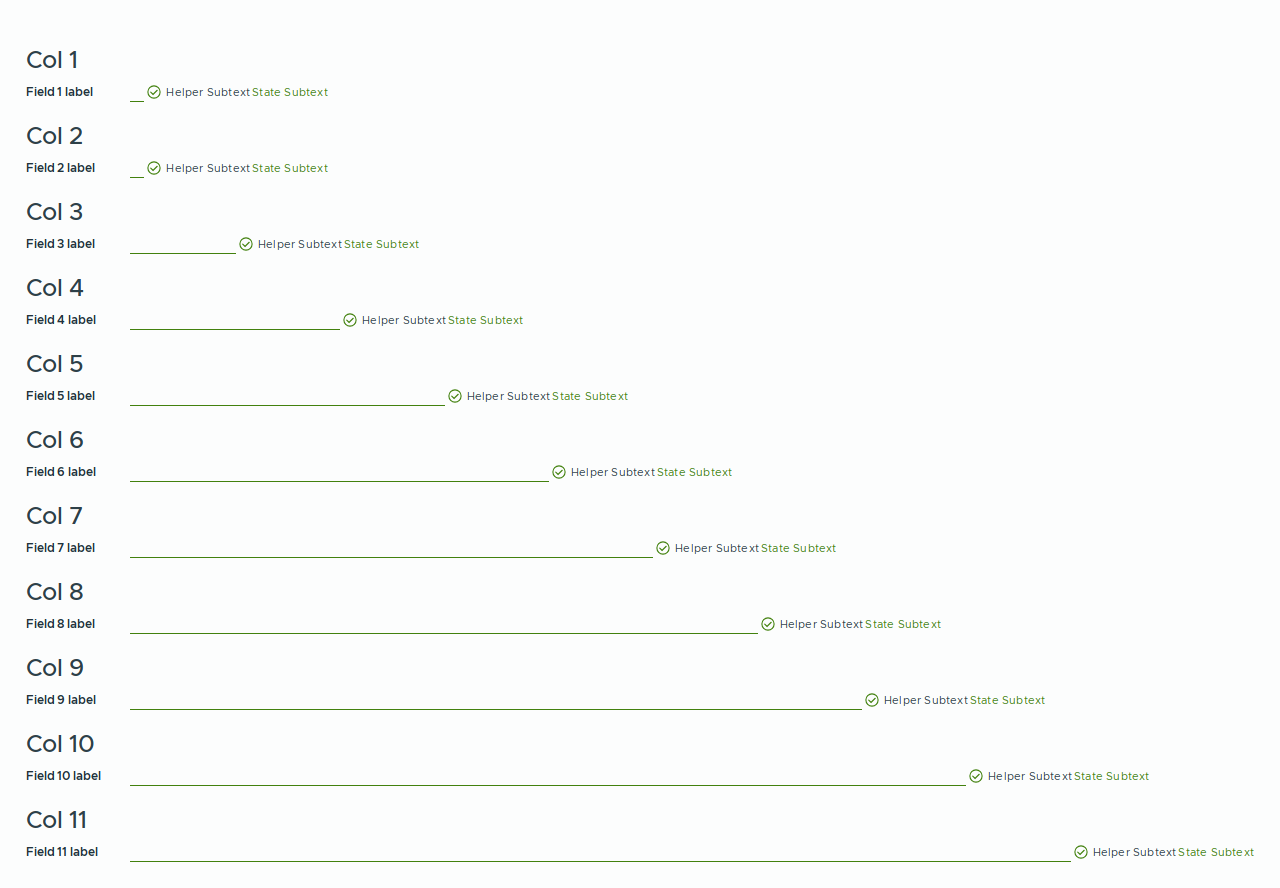 Col 1
Field 1 label Helper Subtext State Subtext
Col 2
Field 2 label Helper Subtext State Subtext
Col 3
Field 3 label Helper Subtext State Subtext
Col 4
Field 4 label Helper Subtext State Subtext
Col 5
Field 5 label Helper Subtext State Subtext
Col 6
Field 6 label Helper Subtext State Subtext
Col 7
Field 7 label Helper Subtext State Subtext
Col 8
Field 8 label Helper Subtext State Subtext
Col 9
Field 9 label Helper Subtext State Subtext
Col 10
Field 10 label Helper Subtext State Subtext
Col 11
Field 11 label Helper Subtext State Subtext